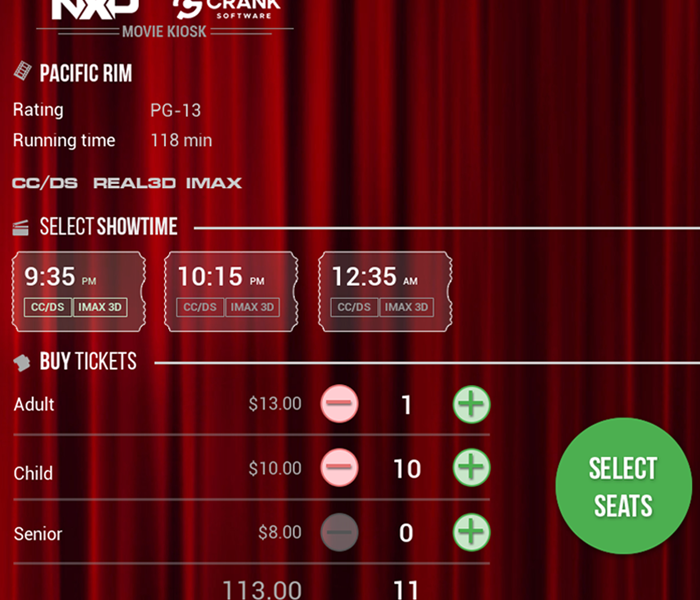 NXP CRANK
SOFTWARE
MOVIE KIOSK
PACIFIC RIM
Rating PG-13
Running time 118 min
CC/DS REAL3D IMAX
SELECT SHOWTIME
9:35 PM 10:15 PM 12:35 AM
CC/DS IMAX 3D CC/DS IMAX 3D CC/DS IMAX 3D
BUY TICKETS
Adult $13.00 1
Child $10.00 10
SELECT
SEATS
Senior $8.00 0
113.00 11